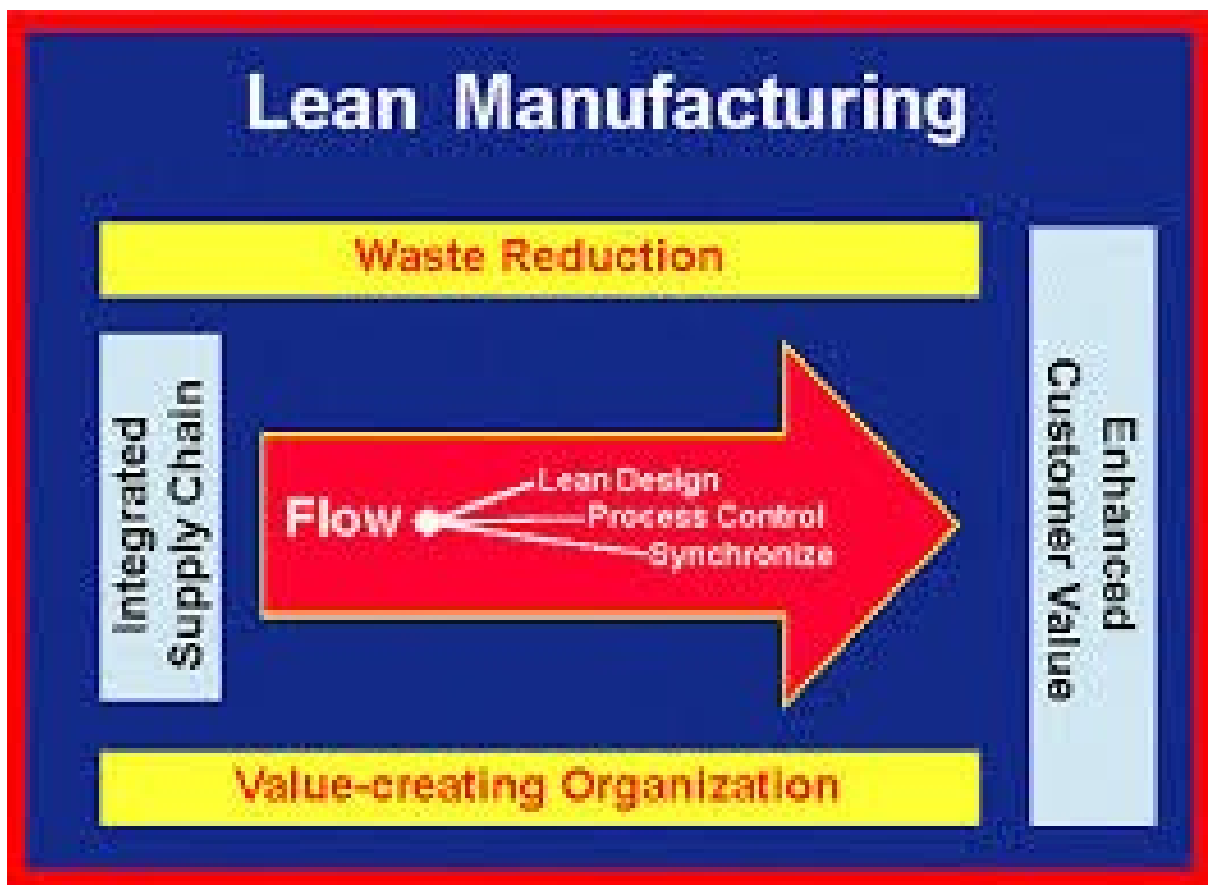 Lean Manufacturing
Waste Reduction
Integrated
Supply Chain
Flow
Lean Design
Process Control
Synchronize
Enhanced
Customer Value
Value-creating Organization